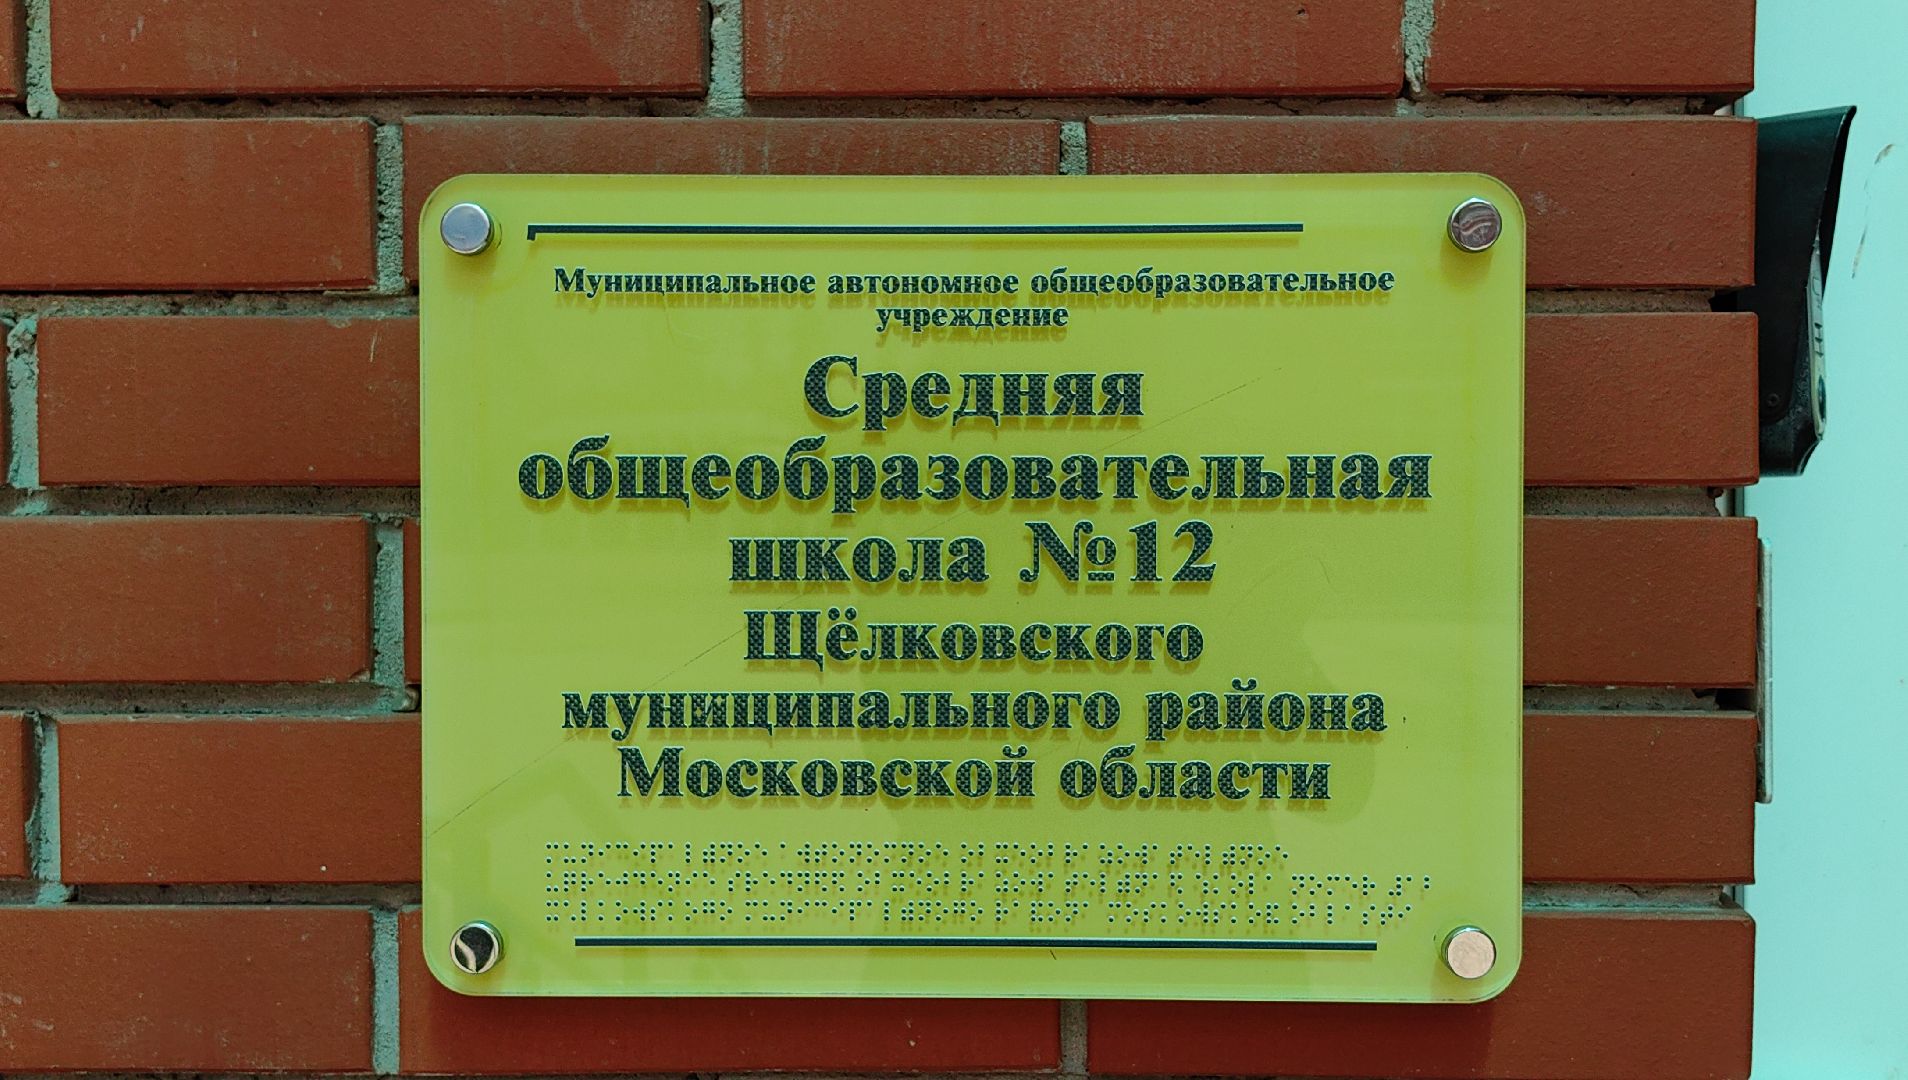 Муниципальное автономное общеобразовательное
учреждение
Средняя
общеобразовательная
школа №12
Щёлковского
муниципального района
Московской области